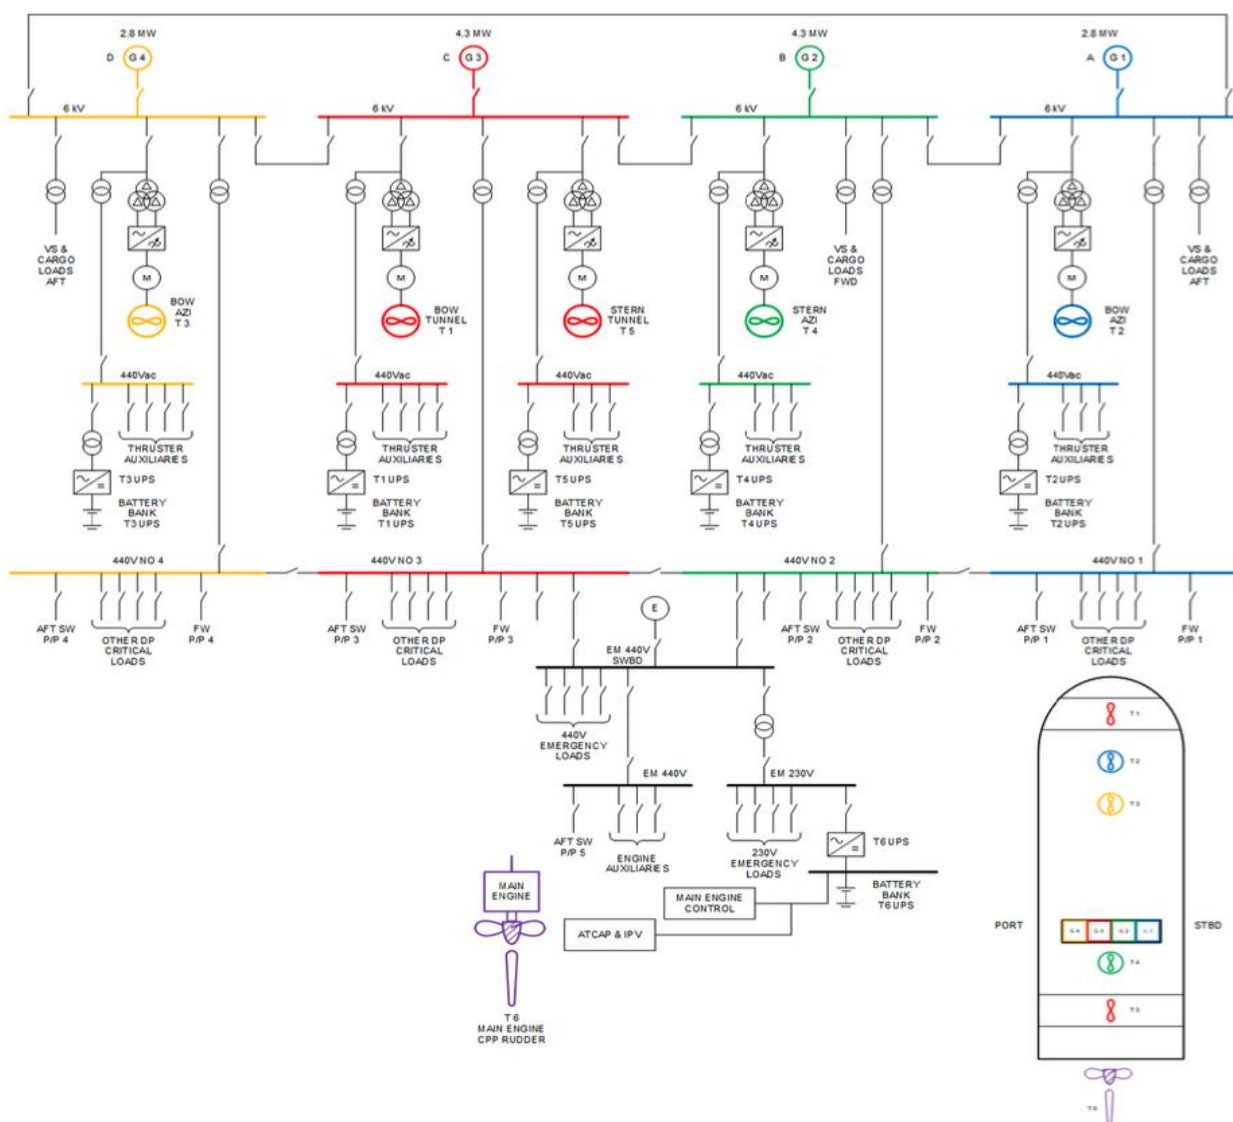 2.8 MW
4.3 MW
4.3 MW
2.8 MW
D
G 4
C
G 3
B
G 2
A
G 1
6 kV
6 kV
6 kV
6 kV
VS &
CARGO
LOADS
AFT
M
BOW
AZI
T 3
M
BOW
TUNNEL
T 1
M
STERN
TUNNEL
T 5
M
STERN
AZI
T 4
VS &
CARGO
LOADS
FWD
M
BOW
AZI
T 2
VS &
CARGO
LOADS
AFT
440Vac
440Vac
440Vac
440Vac
440Vac
THRUSTER
AUXILIARIES
THRUSTER
AUXILIARIES
THRUSTER
AUXILIARIES
THRUSTER
AUXILIARIES
THRUSTER
AUXILIARIES
T3 UPS
T1 UPS
T5 UPS
T4 UPS
T2 UPS
BATTERY
BANK
T3 UPS
BATTERY
BANK
T1 UPS
BATTERY
BANK
T5 UPS
BATTERY
BANK
T4 UPS
BATTERY
BANK
T2 UPS
440V NO 4
440V NO 3
440V NO 2
440V NO 1
AFT SW
P/P 4
OTHER DP
CRITICAL
LOADS
FW
P/P 4
AFT SW
P/P 3
OTHER DP
CRITICAL
LOADS
FW
P/P 3
E
AFT SW
P/P 2
OTHER DP
CRITICAL
LOADS
FW
P/P 2
AFT SW
P/P 1
OTHER DP
CRITICAL
LOADS
FW
P/P 1
EM 440V
SWBD
440V
EMERGENCY
LOADS
EM 440V
EM 230V
AFT SW
P/P 5
ENGINE
AUXILIARIES
230V
EMERGENCY
LOADS
T6 UPS
BATTERY
BANK
T6 UPS
MAIN
ENGINE
MAIN ENGINE
CONTROL
ATCAP & IPV
T 6
MAIN ENGINE
CPP RUDDER
T1
T2
T3
PORT
G 4
G 3
G 2
STBD
T4
T5
T6